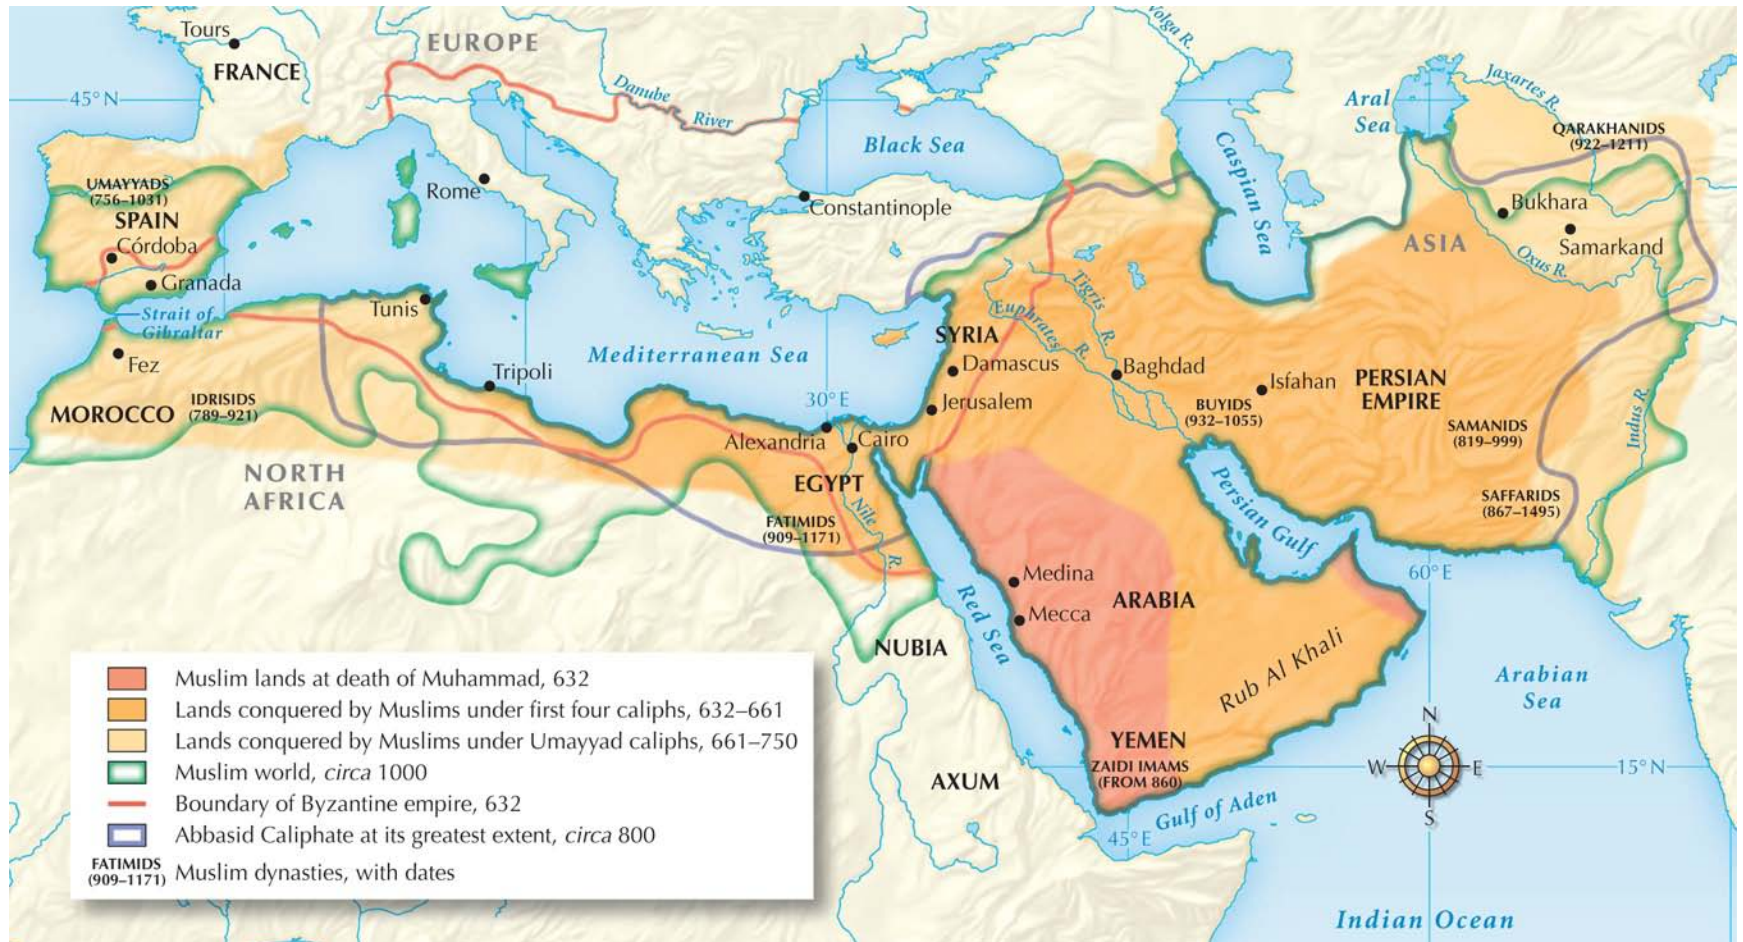 Tours
FRANCE
EUROPE
Volga R.
45°N
Danube
River
Black Sea
Caspian Sea
Aral
Sea
Jaxartes R.
QARAKHANIDS
(922–1211)
UMAYYADS
(756–1031)
SPAIN
Córdoba
Granada
Rome
Constantinople
Bukhara
Samarkand
ASIA
Oxus R.
Strait of
Gibraltar
Tunis
Fez
Tripoli
Mediterranean Sea
SYRIA
Euphrates
R.
Tigris
R.
Damascus
Baghdad
Isfahan
PERSIAN
EMPIRE
Jerusalem
BUYIDS
(932–1055)
SAMANIDS
(819–999)
Indus R.
MOROCCO
IDRISIDS
(789–921)
30°E
Alexandria
Cairo
NORTH
AFRICA
EGYPT
Nile
R.
FATIMIDS
(909–1171)
SAFFARIDS
(867–1495)
Persian Gulf
60°E
Medina
Mecca
ARABIA
Red Sea
NUBIA
Rub Al Khali
Arabian
Sea
YEMEN
ZAIDI IMAMS
(FROM 860)
AXUM
Gulf of Aden
45°E
N
W
E
S
15°N
Indian Ocean
Muslim lands at death of Muhammad, 632
Lands conquered by Muslims under first four caliphs, 632–661
Lands conquered by Muslims under Umayyad caliphs, 661–750
Muslim world, circa 1000
Boundary of Byzantine empire, 632
Abbasid Caliphate at its greatest extent, circa 800
FATIMIDS
(909–1171)
Muslim dynasties, with dates